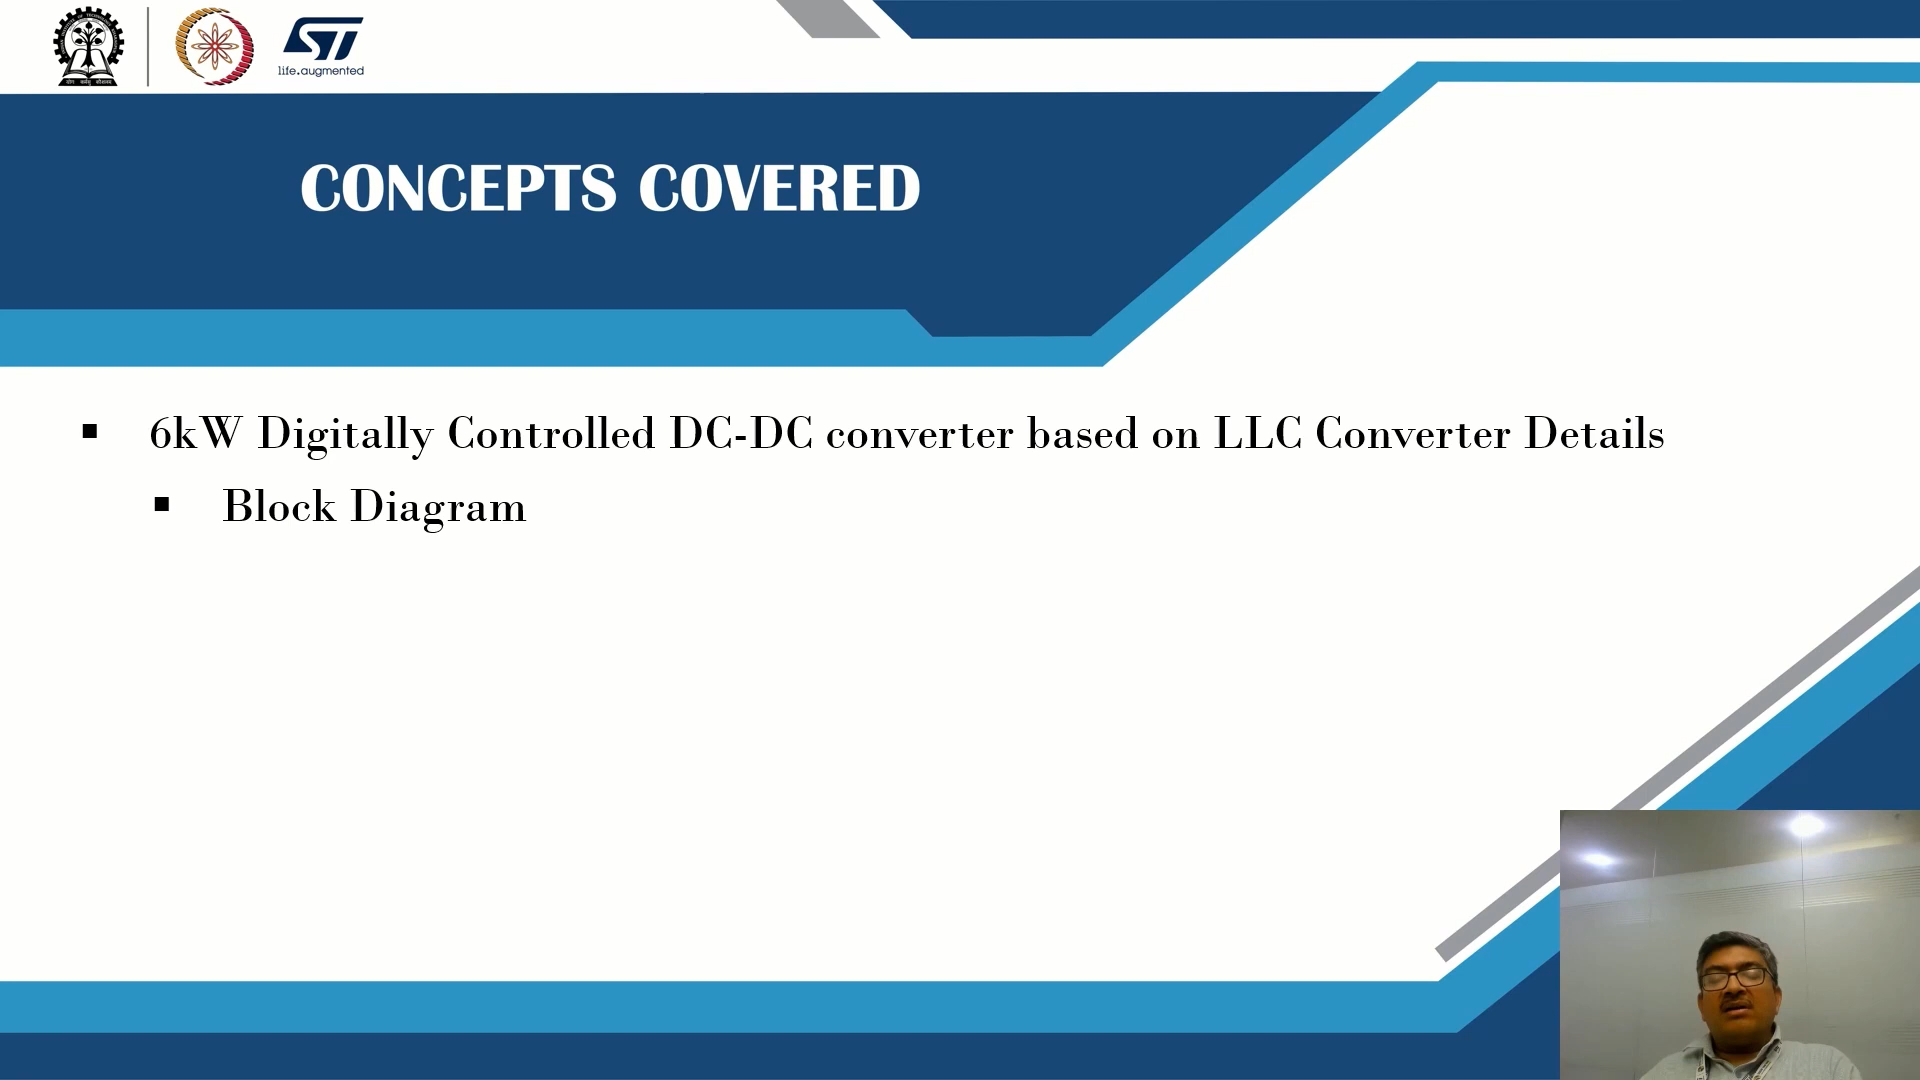 life.augmented
CONCEPTS COVERED
6kW Digitally Controlled DC-DC converter based on LLC Converter Details
Block Diagram